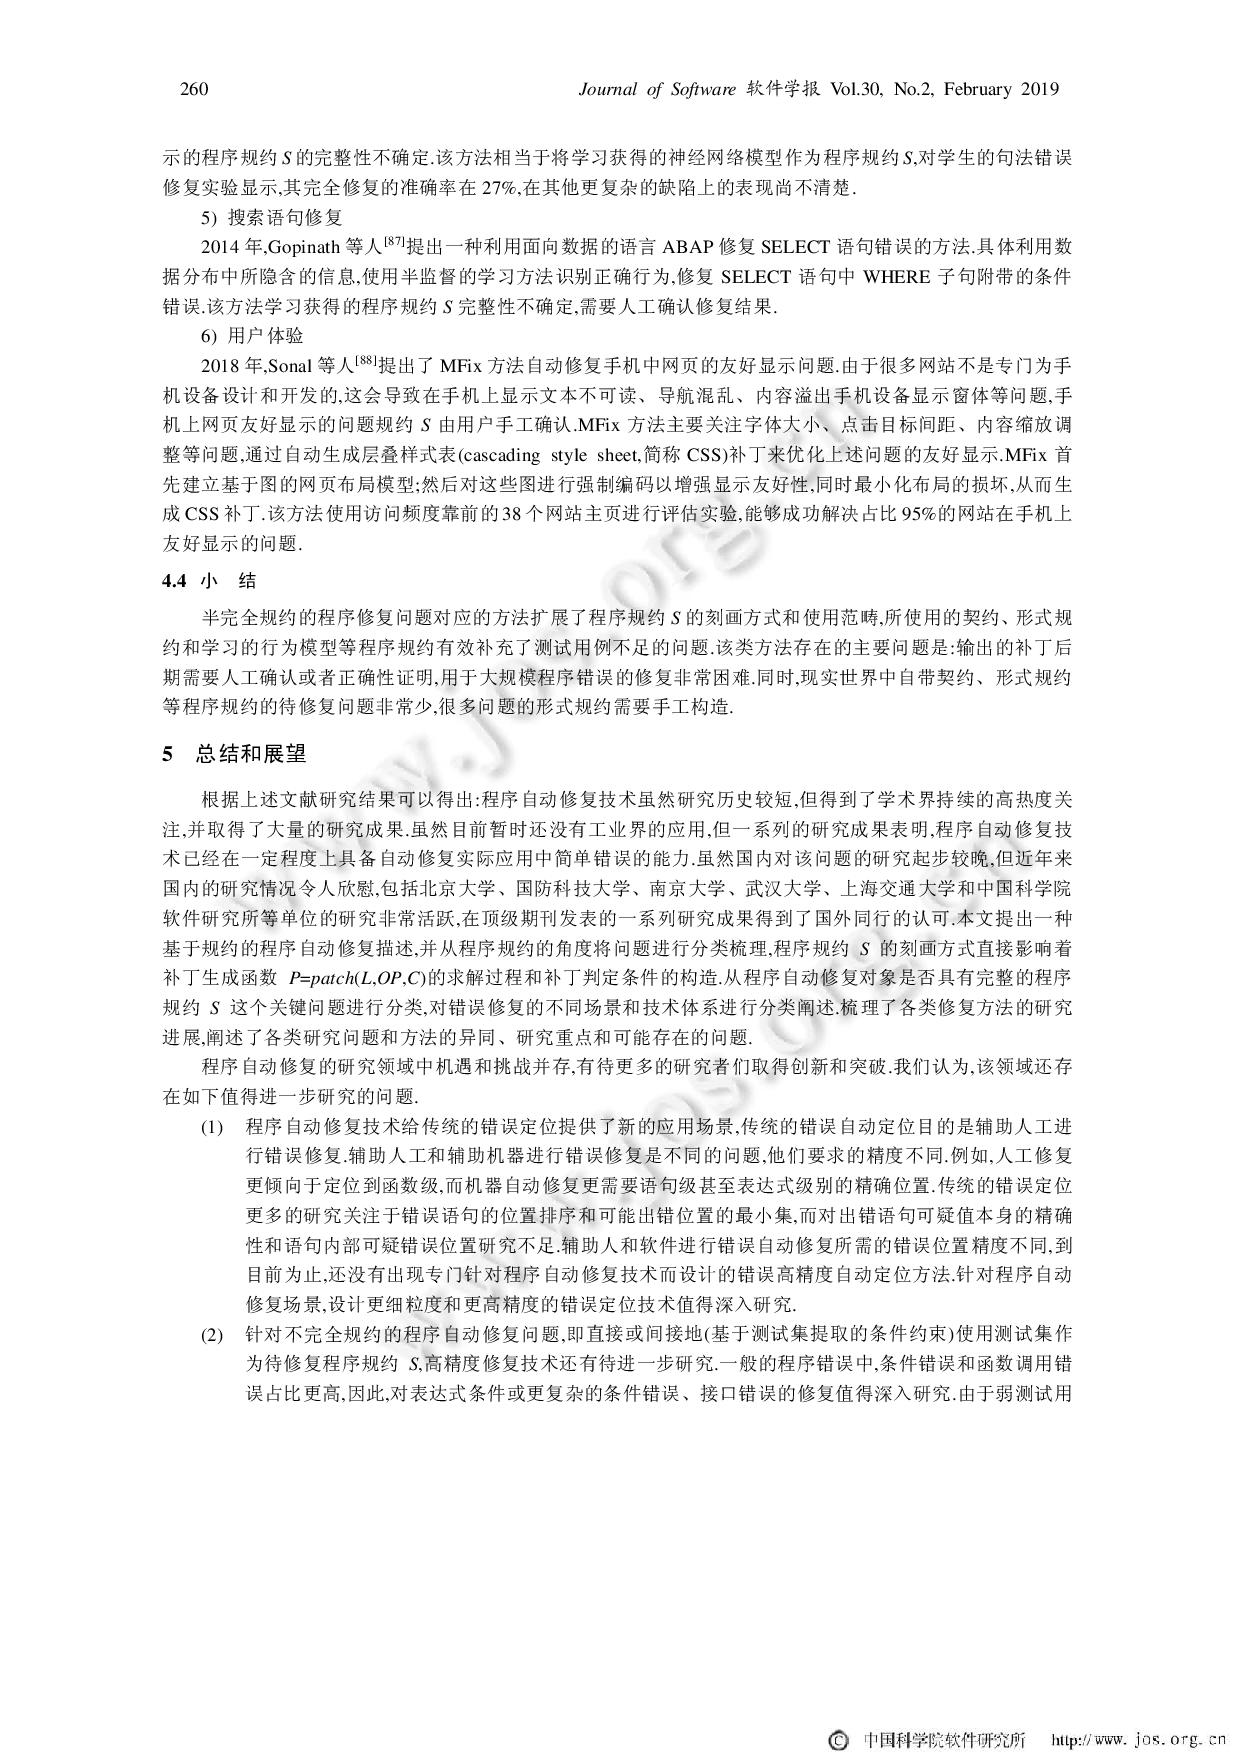 260 Journal of Software 软件学报 Vol.30, No.2, February 2019
示的程序规约 S 的完整性不确定.该方法相当于将学习获得的神经网络模型作为程序规约 S,对学生的句法错误
修复实验显示,其完全修复的准确率在 27%,在其他更复杂的缺陷上的表现尚不清楚.
5) 搜索语句修复
2014 年,Gopinath 等人[87]提出一种利用面向数据的语言 ABAP 修复 SELECT 语句错误的方法.具体利用数
据分布中所隐含的信息,使用半监督的学习方法识别正确行为,修复 SELECT 语句中 WHERE 子句附带的条件
错误.该方法学习获得的程序规约 S 完整性不确定,需要人工确认修复结果.
6) 用户体验
2018 年,Sonal 等人[88]提出了 MFix 方法自动修复手机中网页的友好显示问题.由于很多网站不是专门为手
机设备设计和开发的,这会导致在手机上显示文本不可读、导航混乱、内容溢出手机设备显示窗体等问题,手
机上网页友好显示的问题规约 S 由用户手工确认.MFix 方法主要关注字体大小、点击目标间距、内容缩放调
整等问题,通过自动生成层叠样式表(cascading style sheet,简称 CSS)补丁来优化上述问题的友好显示.MFix 首
先建立基于图的网页布局模型;然后对这些图进行强制编码以增强显示友好性,同时最小化布局的损坏,从而生
成 CSS 补丁.该方法使用访问频度靠前的 38 个网站主页进行评估实验,能够成功解决占比 95%的网站在手机上
友好显示的问题.
4.4 小 结
半完全规约的程序修复问题对应的方法扩展了程序规约 S 的刻画方式和使用范畴,所使用的契约、形式规
约和学习的行为模型等程序规约有效补充了测试用例不足的问题.该类方法存在的主要问题是:输出的补丁后
期需要人工确认或者正确性证明,用于大规模程序错误的修复非常困难.同时,现实世界中自带契约、形式规约
等程序规约的待修复问题非常少,很多问题的形式规约需要手工构造.
5 总结和展望
根据上述文献研究结果可以得出:程序自动修复技术虽然研究历史较短,但得到了学术界持续的高热度关
注,并取得了大量的研究成果.虽然目前暂时还没有工业界的应用,但一系列的研究成果表明,程序自动修复技
术已经在一定程度上具备自动修复实际应用中简单错误的能力.虽然国内对该问题的研究起步较晚,但近年来
国内的研究情况令人欣慰,包括北京大学、国防科技大学、南京大学、武汉大学、上海交通大学和中国科学院
软件研究所等单位的研究非常活跃,在顶级期刊发表的一系列研究成果得到了国外同行的认可.本文提出一种
基于规约的程序自动修复描述,并从程序规约的角度将问题进行分类梳理,程序规约 S 的刻画方式直接影响着
补丁生成函数 P=patch(L,OP,C)的求解过程和补丁判定条件的构造.从程序自动修复对象是否具有完整的程序
规约 S 这个关键问题进行分类,对错误修复的不同场景和技术体系进行分类阐述.梳理了各类修复方法的研究
进展,阐述了各类研究问题和方法的异同、研究重点和可能存在的问题.
程序自动修复的研究领域中机遇和挑战并存,有待更多的研究者们取得创新和突破.我们认为,该领域还存
在如下值得进一步研究的问题.
(1) 程序自动修复技术给传统的错误定位提供了新的应用场景,传统的错误自动定位目的是辅助人工进
行错误修复.辅助人工和辅助机器进行错误修复是不同的问题,他们要求的精度不同.例如,人工修复
更倾向于定位到函数级,而机器自动修复更需要语句级甚至表达式级别的精确位置.传统的错误定位
更多的研究关注于错误语句的位置排序和可能出错位置的最小集,而对出错语句可疑值本身的精确
性和语句内部可疑错误位置研究不足.辅助人和软件进行错误自动修复所需的错误位置精度不同,到
目前为止,还没有出现专门针对程序自动修复技术而设计的错误高精度自动定位方法.针对程序自动
修复场景,设计更细粒度和更高精度的错误定位技术值得深入研究.
(2) 针对不完全规约的程序自动修复问题,即直接或间接地(基于测试集提取的条件约束)使用测试集作
为待修复程序规约 S,高精度修复技术还有待进一步研究.一般的程序错误中,条件错误和函数调用错
误占比更高,因此,对表达式条件或更复杂的条件错误、接口错误的修复值得深入研究.由于弱测试用
www.jos.org.cn
www.jos.org.cn
© 中国科学院软件研究所 http://www.jos.org.cn